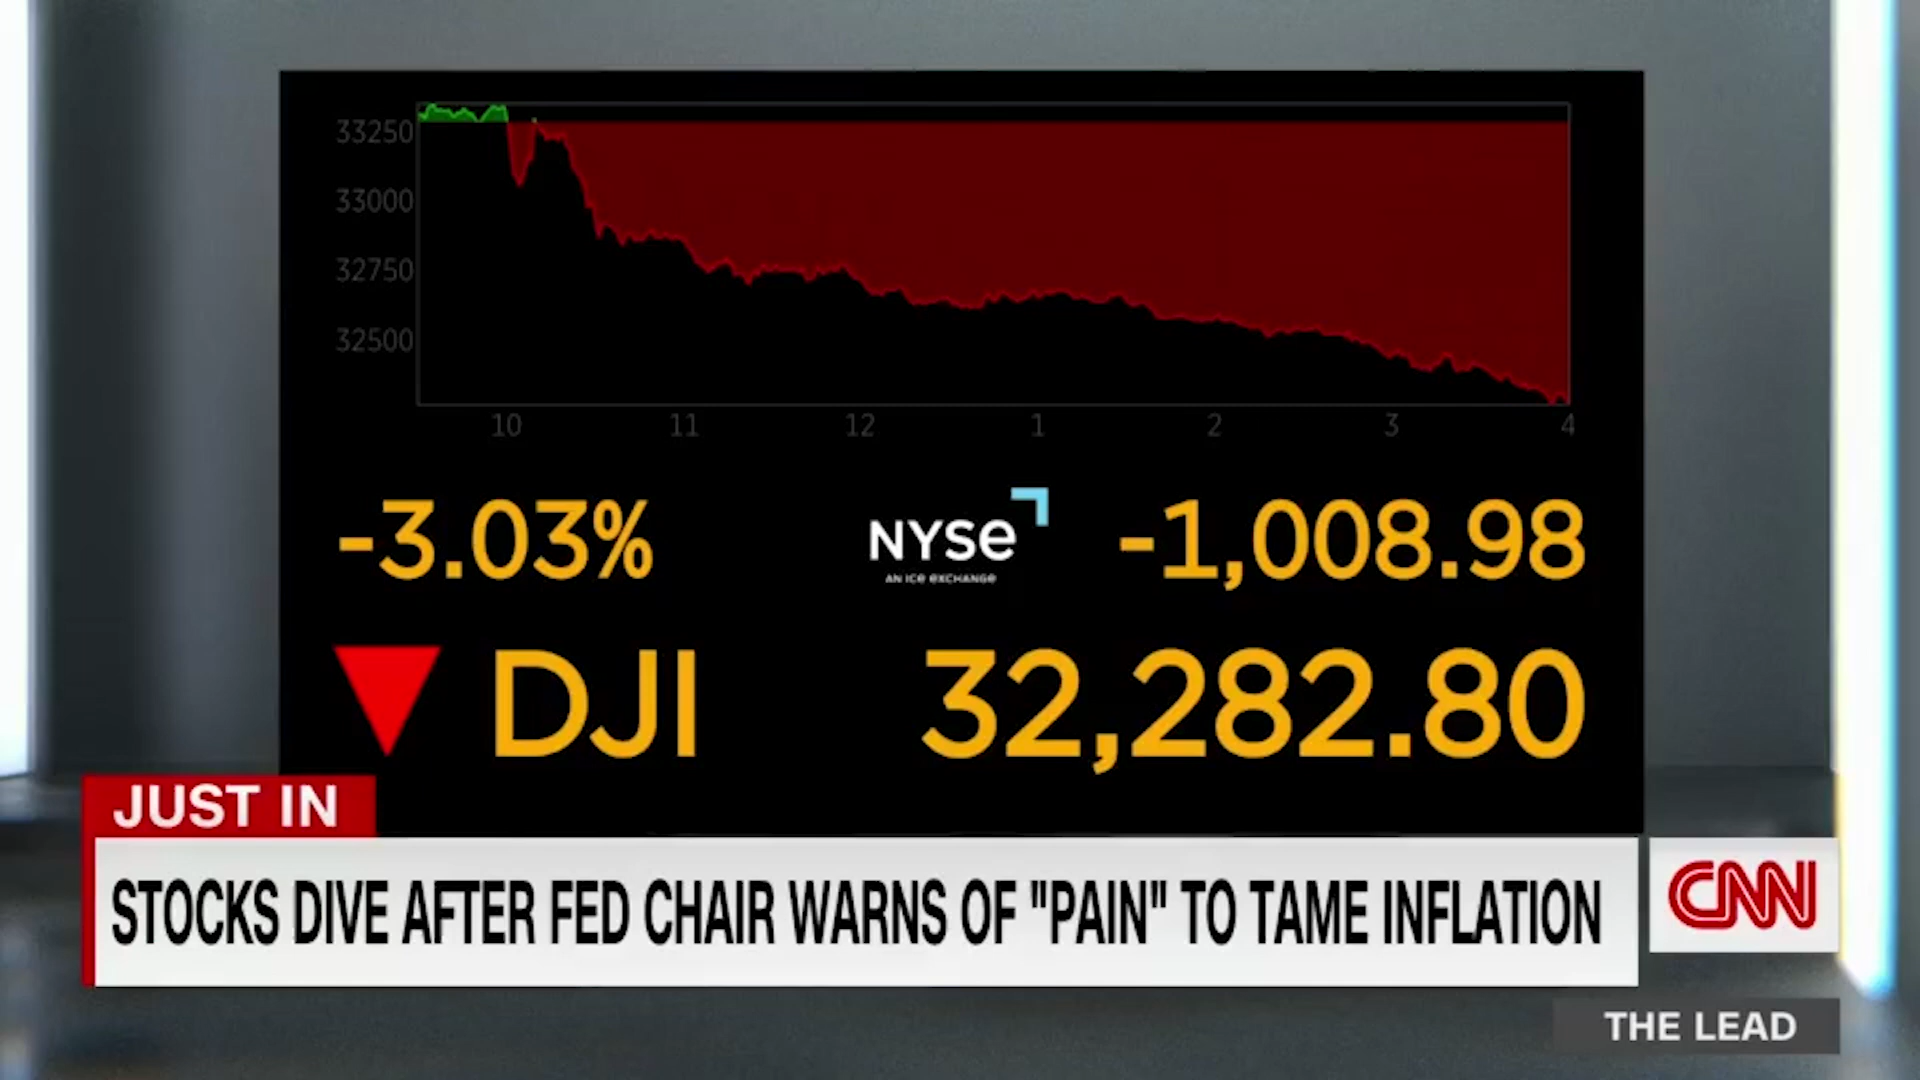 33250
33000
32750
32500
10 11 12 1 2 3 4
-3.03% NYSE -1,008.98
AN ICE EXCHANGE
DJI 32,282.80
JUST IN
STOCKS DIVE AFTER FED CHAIR WARNS OF "PAIN" TO TAME INFLATION
CNN
THE LEAD